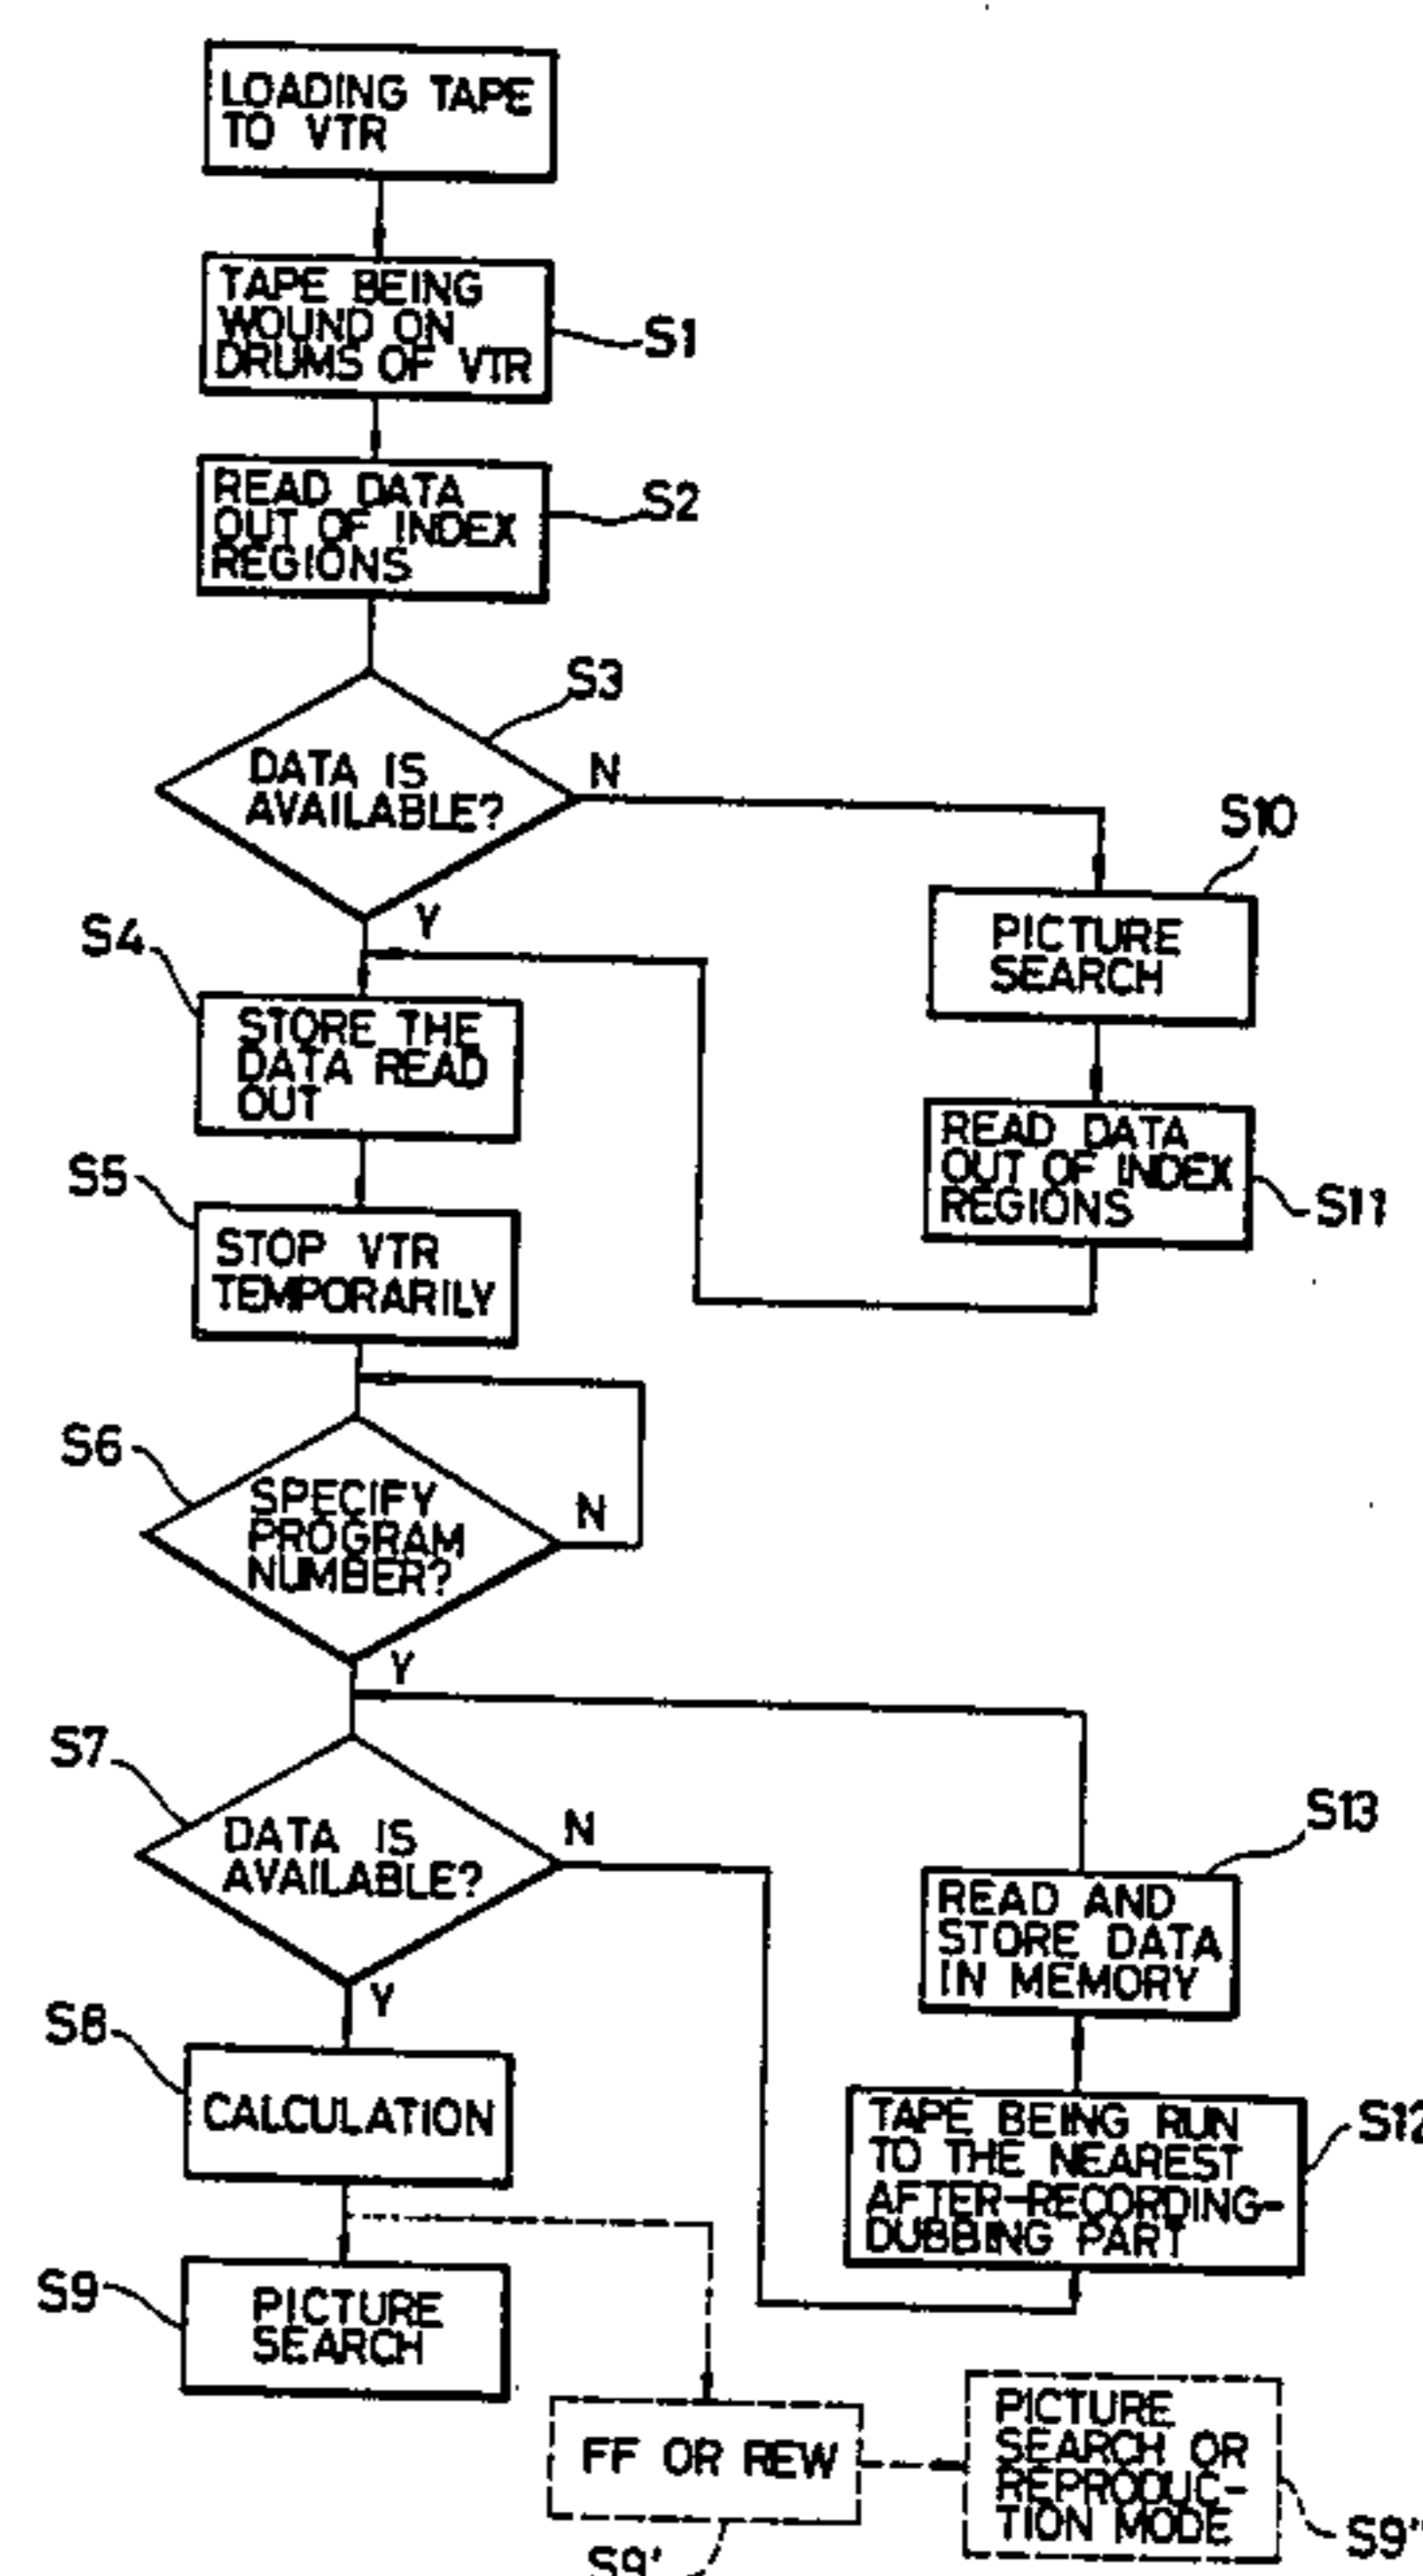 LOADING TAPE
TO VTR
TAPE BEING
WOUND ON
DRUMS OF VTR
S1
READ DATA
OUT OF INDEX
REGIONS
S2
S3
DATA IS
AVAILABLE?
N
Y
S10
PICTURE
SEARCH
S4
STORE THE
DATA READ
OUT
READ DATA
OUT OF INDEX
REGIONS
S11
S5
STOP VTR
TEMPORARILY
S6
SPECIFY
PROGRAM
NUMBER?
N
Y
S7
DATA IS
AVAILABLE?
N
Y
S13
READ AND
STORE DATA
IN MEMORY
S8
CALCULATION
TAPE BEING RUN
TO THE NEAREST
AFTER-RECORDING-
DUBBING PART
S12
S9
PICTURE
SEARCH
FF OR REW
S9'
PICTURE
SEARCH OR
REPRODUC-
TION MODE
S9"